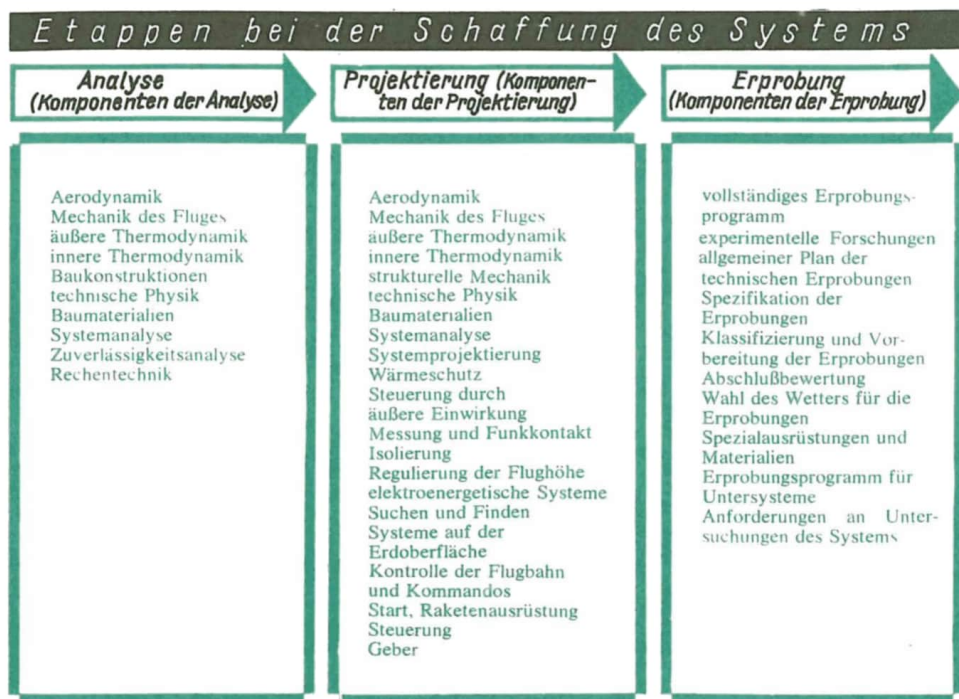 Etappen bei der Schaffung des Systems
Analyse
(Komponenten der Analyse)
Projektierung (Komponen-
ten der Projektierung)
Erprobung
(Komponenten der Erprobung)
Aerodynamik
Mechanik des Fluges
äußere Thermodynamik
innere Thermodynamik
Baukonstruktionen
technische Physik
Baumaterialien
Systemanalyse
Zuverlässigkeitsanalyse
Rechentechnik
Aerodynamik
Mechanik des Fluges
äußere Thermodynamik
innere Thermodynamik
strukturelle Mechanik
technische Physik
Baumaterialien
Systemanalyse
Systemprojektierung
Wärmeschutz
Steuerung durch
äußere Einwirkung
Messung und Funkkontakt
Isolierung
Regulierung der Flughöhe
elektroenergetische Systeme
Suchen und Finden
Systeme auf der
Erdoberfläche
Kontrolle der Flugbahn
und Kommandos
Start, Raketenausrüstung
Steuerung
Geber
vollständiges Erprobungs-
programm
experimentelle Forschungen
allgemeiner Plan der
technischen Erprobungen
Spezifikation der
Erprobungen
Klassifizierung und Vor-
bereitung der Erprobungen
Abschlußbewertung
Wahl des Wetters für die
Erprobungen
Spezialausrüstungen und
Materialien
Erprobungsprogramm für
Untersysteme
Anforderungen an Unter-
suchungen des Systems